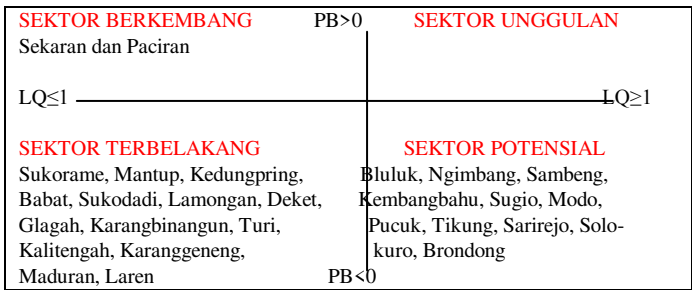 SEKTOR BERKEMBANG PB>0 SEKTOR UNGGULAN
Sekaran dan Paciran
LQ≤1 LQ≥1
SEKTOR TERBELAKANG SEKTOR POTENSIAL
Sukorame, Mantup, Kedungpring, Bluluk, Ngimbang, Sambeng,
Babat, Sukodadi, Lamongan, Deket, Kembangbahu, Sugio, Modo,
Glagah, Karangbinangun, Turi, Pucuk, Tikung, Sarirejo, Solo-
Kalitengah, Karanggeneng, kuro, Brondong
Maduran, Laren PB<0